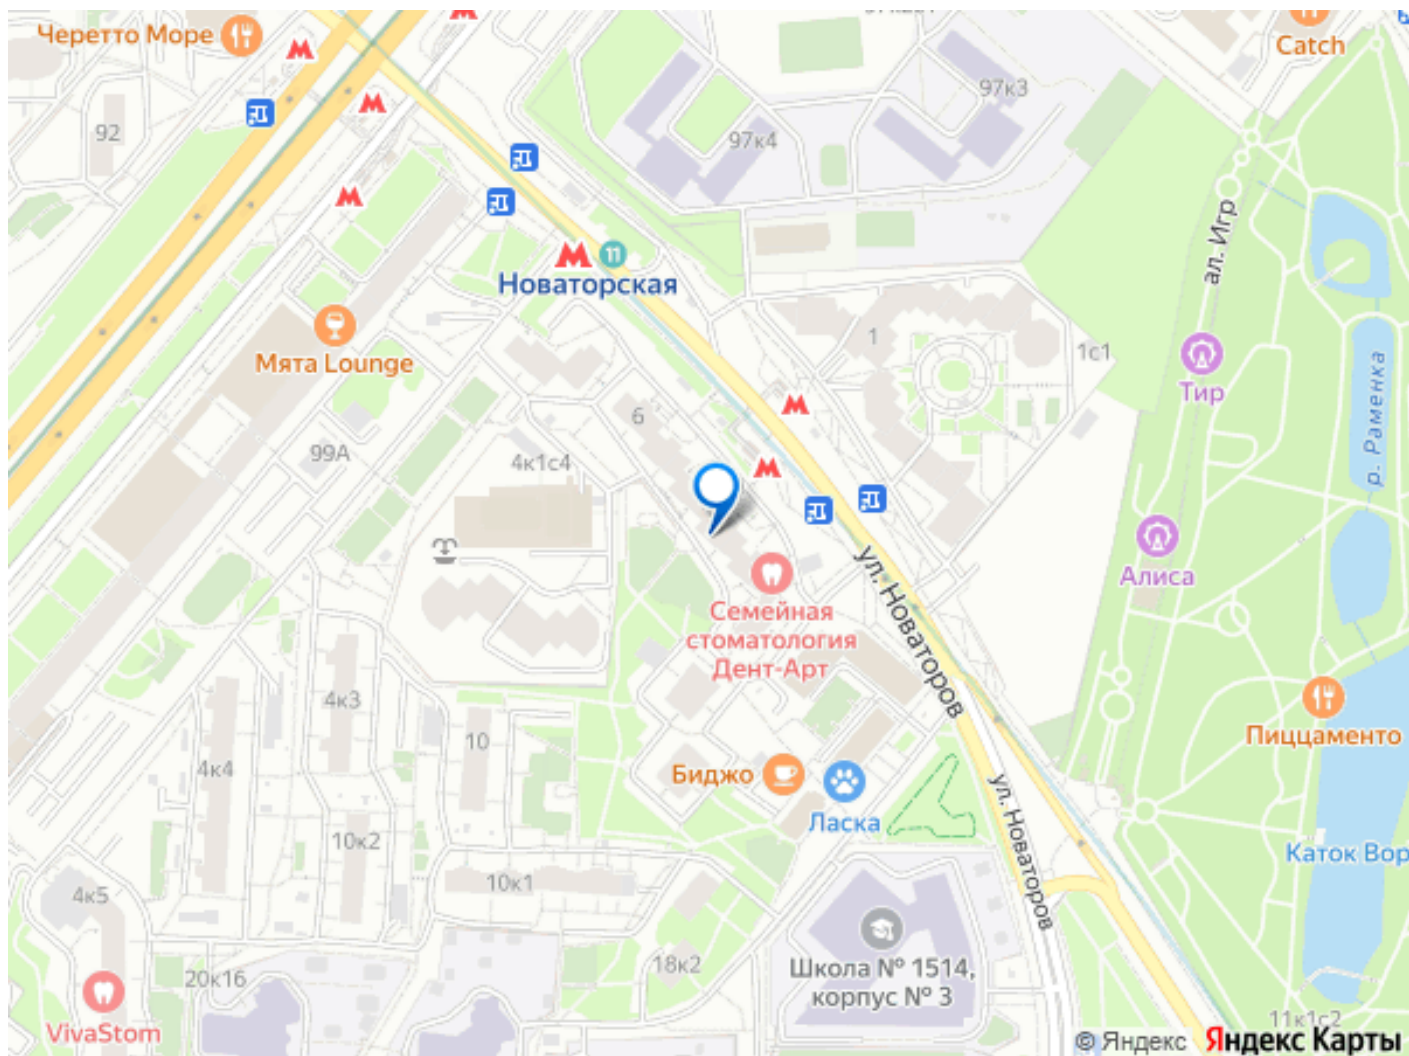 Черетто Море
Catch
92
97к3
97к4
ал. Игр
11
Новаторская
Мята Lounge
1
1с1
Тир
р. Раменка
6
99А
4к1с4
ул. Новаторов
Алиса
Семейная
стоматология
Дент-Арт
4к3
10
4к4
Биджо
Ласка
Пиццаменто
ул. Новаторов
10к2
10к1
4к5
Каток Вор
20к16
18к2
Школа № 1514,
корпус № 3
VivaStom
11к1с2
© Яндекс Яндекс Карты